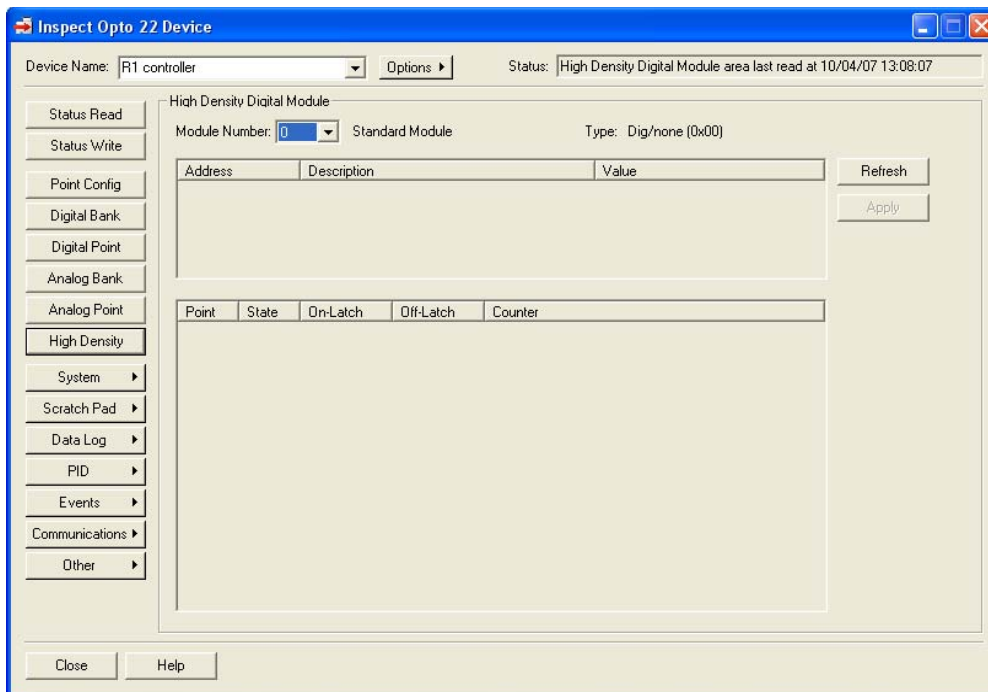 Inspect Opto 22 Device
Device Name: R1 controller Options Status: High Density Digital Module area last read at 10/04/07 13:08:07
Status Read
Status Write
Point Config
Digital Bank
Digital Point
Analog Bank
Analog Point
High Density
System
Scratch Pad
Data Log
PID
Events
Communications
Other
High Density Digital Module
Module Number: 0 Standard Module Type: Dig/none (0x00)
Address Description Value
Refresh
Apply
Point State On-Latch Off-Latch Counter
Close Help